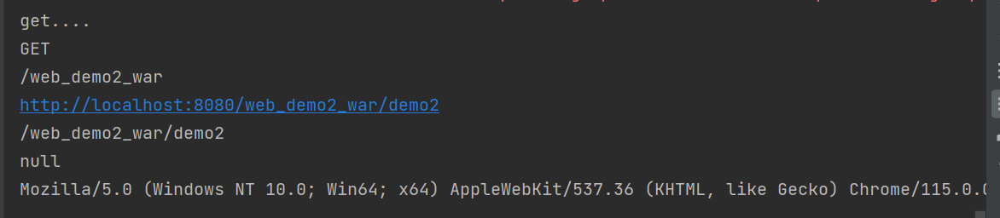 get....
GET
/web_demo2_war
http://localhost:8080/web_demo2_war/demo2
/web_demo2_war/demo2
null
Mozilla/5.0 (Windows NT 10.0; Win64; x64) AppleWebKit/537.36 (KHTML, like Gecko) Chrome/115.0.0